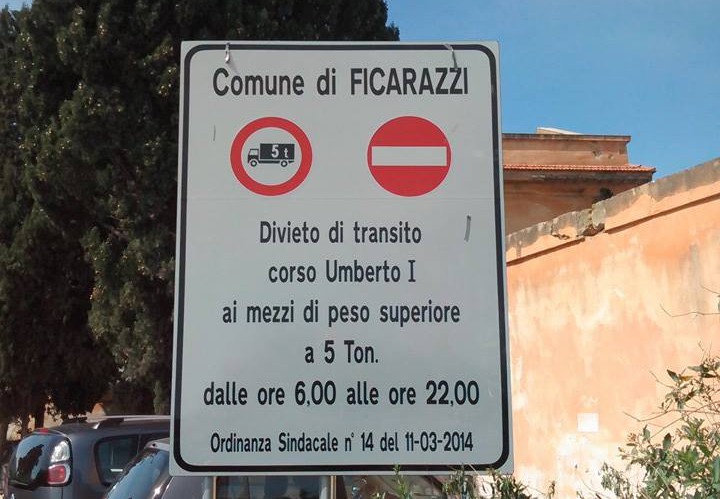 Comune di FICARAZZI
5 t
Divieto di transito
corso Umberto I
ai mezzi di peso superiore
a 5 Ton.
dalle ore 6,00 alle ore 22,00
Ordinanza Sindacale n° 14 del 11-03-2014